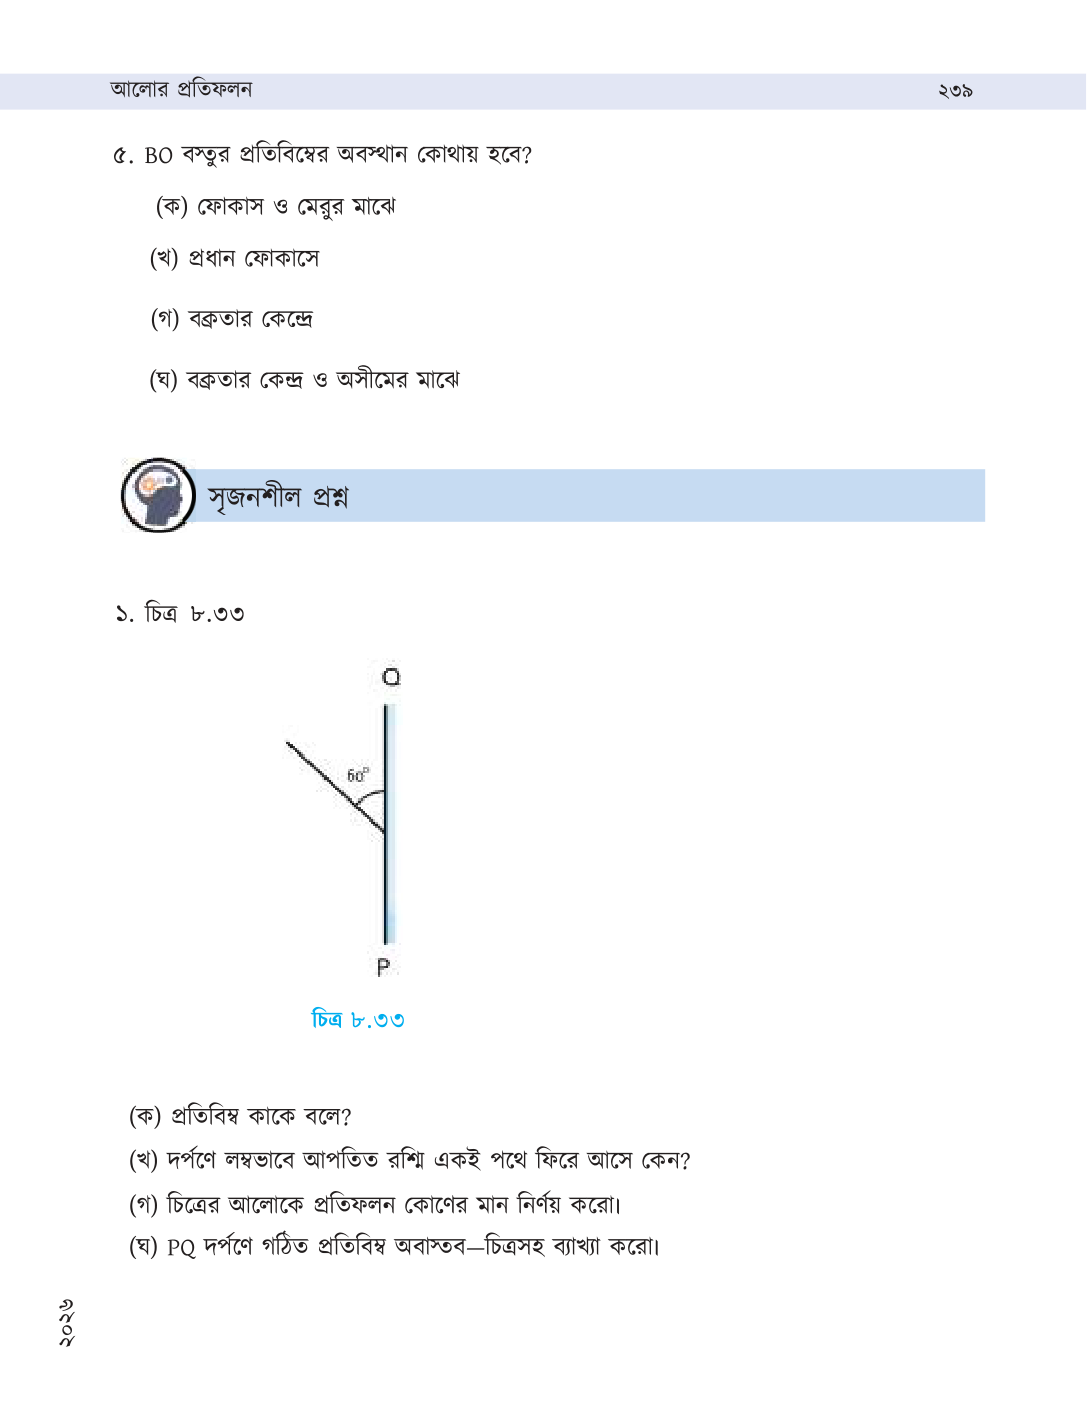 আলোর প্রতিফলন ২৩৯
৫. BO বস্তুর প্রতিবিম্বের অবস্থান কোথায় হবে?
(ক) ফোকাস ও মেরুর মাঝে
(খ) প্রধান ফোকাসে
(গ) বক্রতার কেন্দ্রে
(ঘ) বক্রতার কেন্দ্র ও অসীমের মাঝে
সৃজনশীল প্রশ্ন
১. চিত্র ৮.৩৩
Q
60°
P
চিত্র ৮.৩৩
(ক) প্রতিবিম্ব কাকে বলে?
(খ) দর্পণে লম্বভাবে আপতিত রশ্মি একই পথে ফিরে আসে কেন?
(গ) চিত্রের আলোকে প্রতিফলন কোণের মান নির্ণয় করো।
(ঘ) PQ দর্পণে গঠিত প্রতিবিম্ব অবাস্তব—চিত্রসহ ব্যাখ্যা করো।
২০২৬